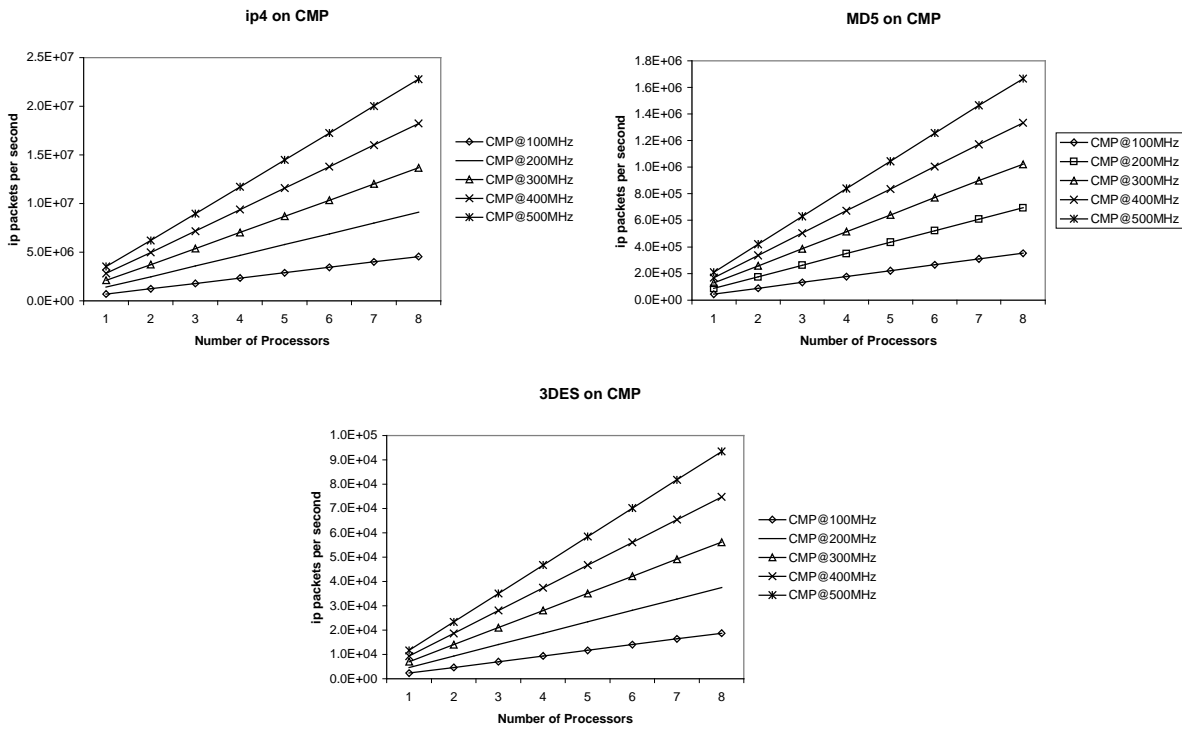 ip4 on CMP
2.5E+07
2.0E+07
1.5E+07
1.0E+07
5.0E+06
0.0E+00
ip packets per second
1 2 3 4 5 6 7 8
Number of Processors
CMP@100MHz
CMP@200MHz
CMP@300MHz
CMP@400MHz
CMP@500MHz
MD5 on CMP
1.8E+06
1.6E+06
1.4E+06
1.2E+06
1.0E+06
8.0E+05
6.0E+05
4.0E+05
2.0E+05
0.0E+00
ip packets per second
1 2 3 4 5 6 7 8
Number of Processors
CMP@100MHz
CMP@200MHz
CMP@300MHz
CMP@400MHz
CMP@500MHz
3DES on CMP
1.0E+05
9.0E+04
8.0E+04
7.0E+04
6.0E+04
5.0E+04
4.0E+04
3.0E+04
2.0E+04
1.0E+04
0.0E+00
ip packets per second
1 2 3 4 5 6 7 8
Number of Processors
CMP@100MHz
CMP@200MHz
CMP@300MHz
CMP@400MHz
CMP@500MHz